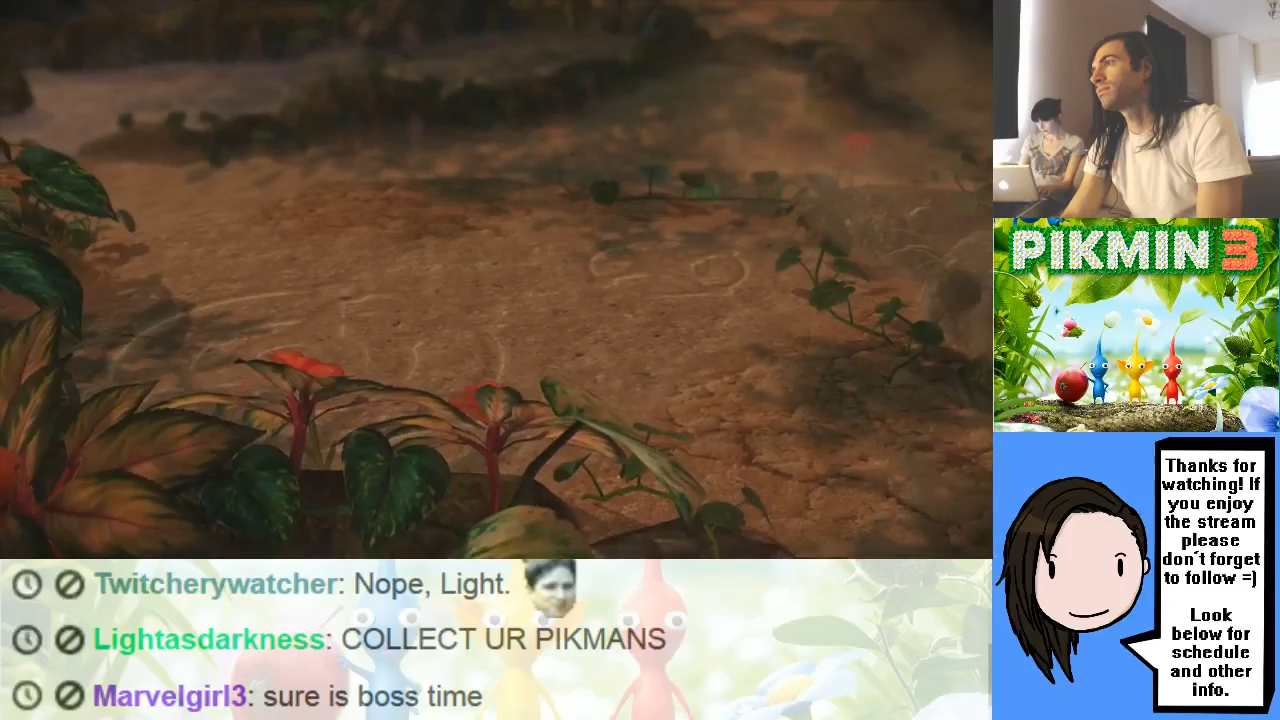 PIKMIN 3
Thanks for
watching! If
you enjoy
the stream
please
don´t forget
to follow =)
Look
below for
schedule
and other
info.
Twitcherywatcher: Nope, Light.
Lightasdarkness: COLLECT UR PIKMANS
Marvelgirl3: sure is boss time